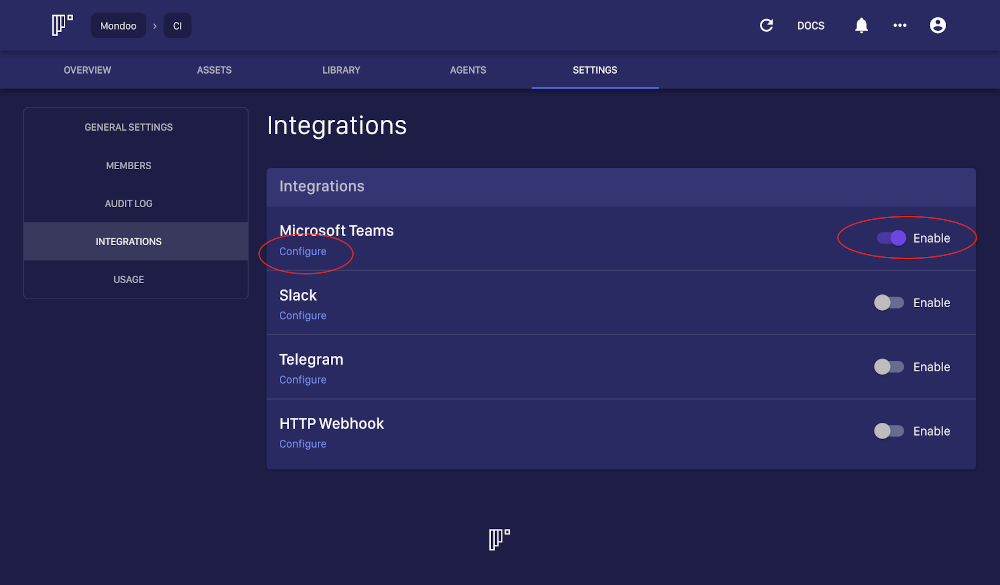 Mondoo › CI DOCS
OVERVIEW ASSETS LIBRARY AGENTS SETTINGS
GENERAL SETTINGS
MEMBERS
AUDIT LOG
INTEGRATIONS
USAGE
Integrations
Integrations
Microsoft Teams
Configure
Enable
Slack
Configure
Enable
Telegram
Configure
Enable
HTTP Webhook
Configure
Enable